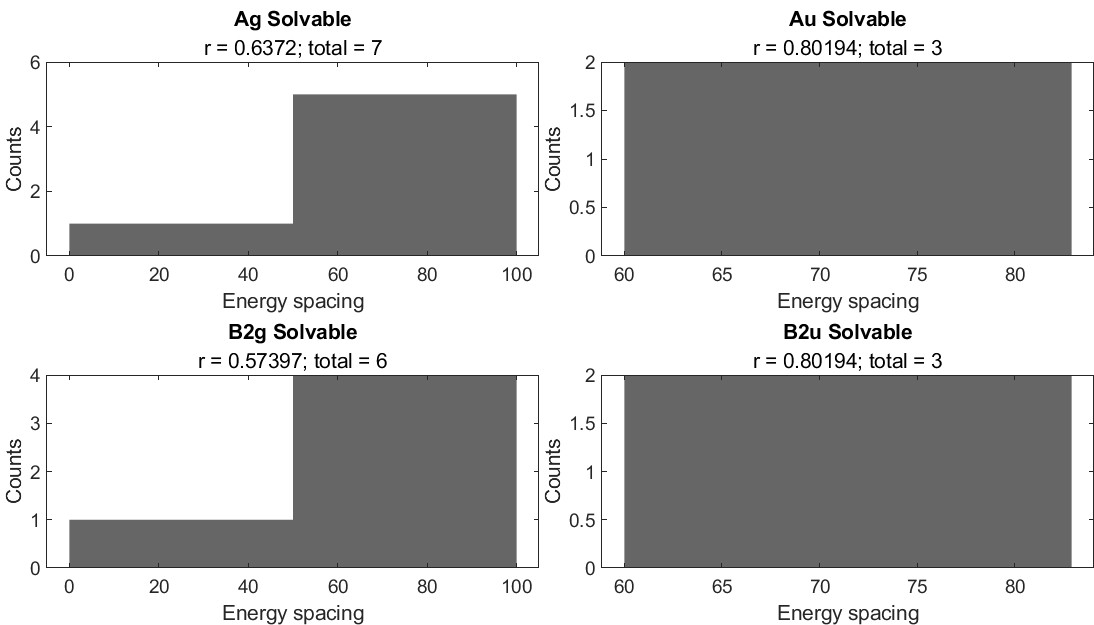 Ag Solvable
r = 0.6372; total = 7
6
4
2
0
Counts
0 20 40 60 80 100
Energy spacing
Au Solvable
r = 0.80194; total = 3
2
1.5
1
0.5
0
Counts
60 65 70 75 80
Energy spacing
B2g Solvable
r = 0.57397; total = 6
4
3
2
1
0
Counts
0 20 40 60 80 100
Energy spacing
B2u Solvable
r = 0.80194; total = 3
2
1.5
1
0.5
0
Counts
60 65 70 75 80
Energy spacing